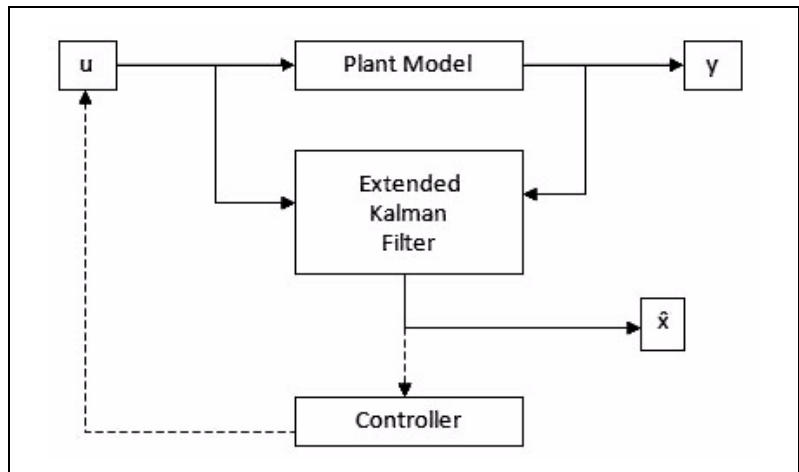 u
Plant Model
y
Extended
Kalman
Filter
x̂
Controller